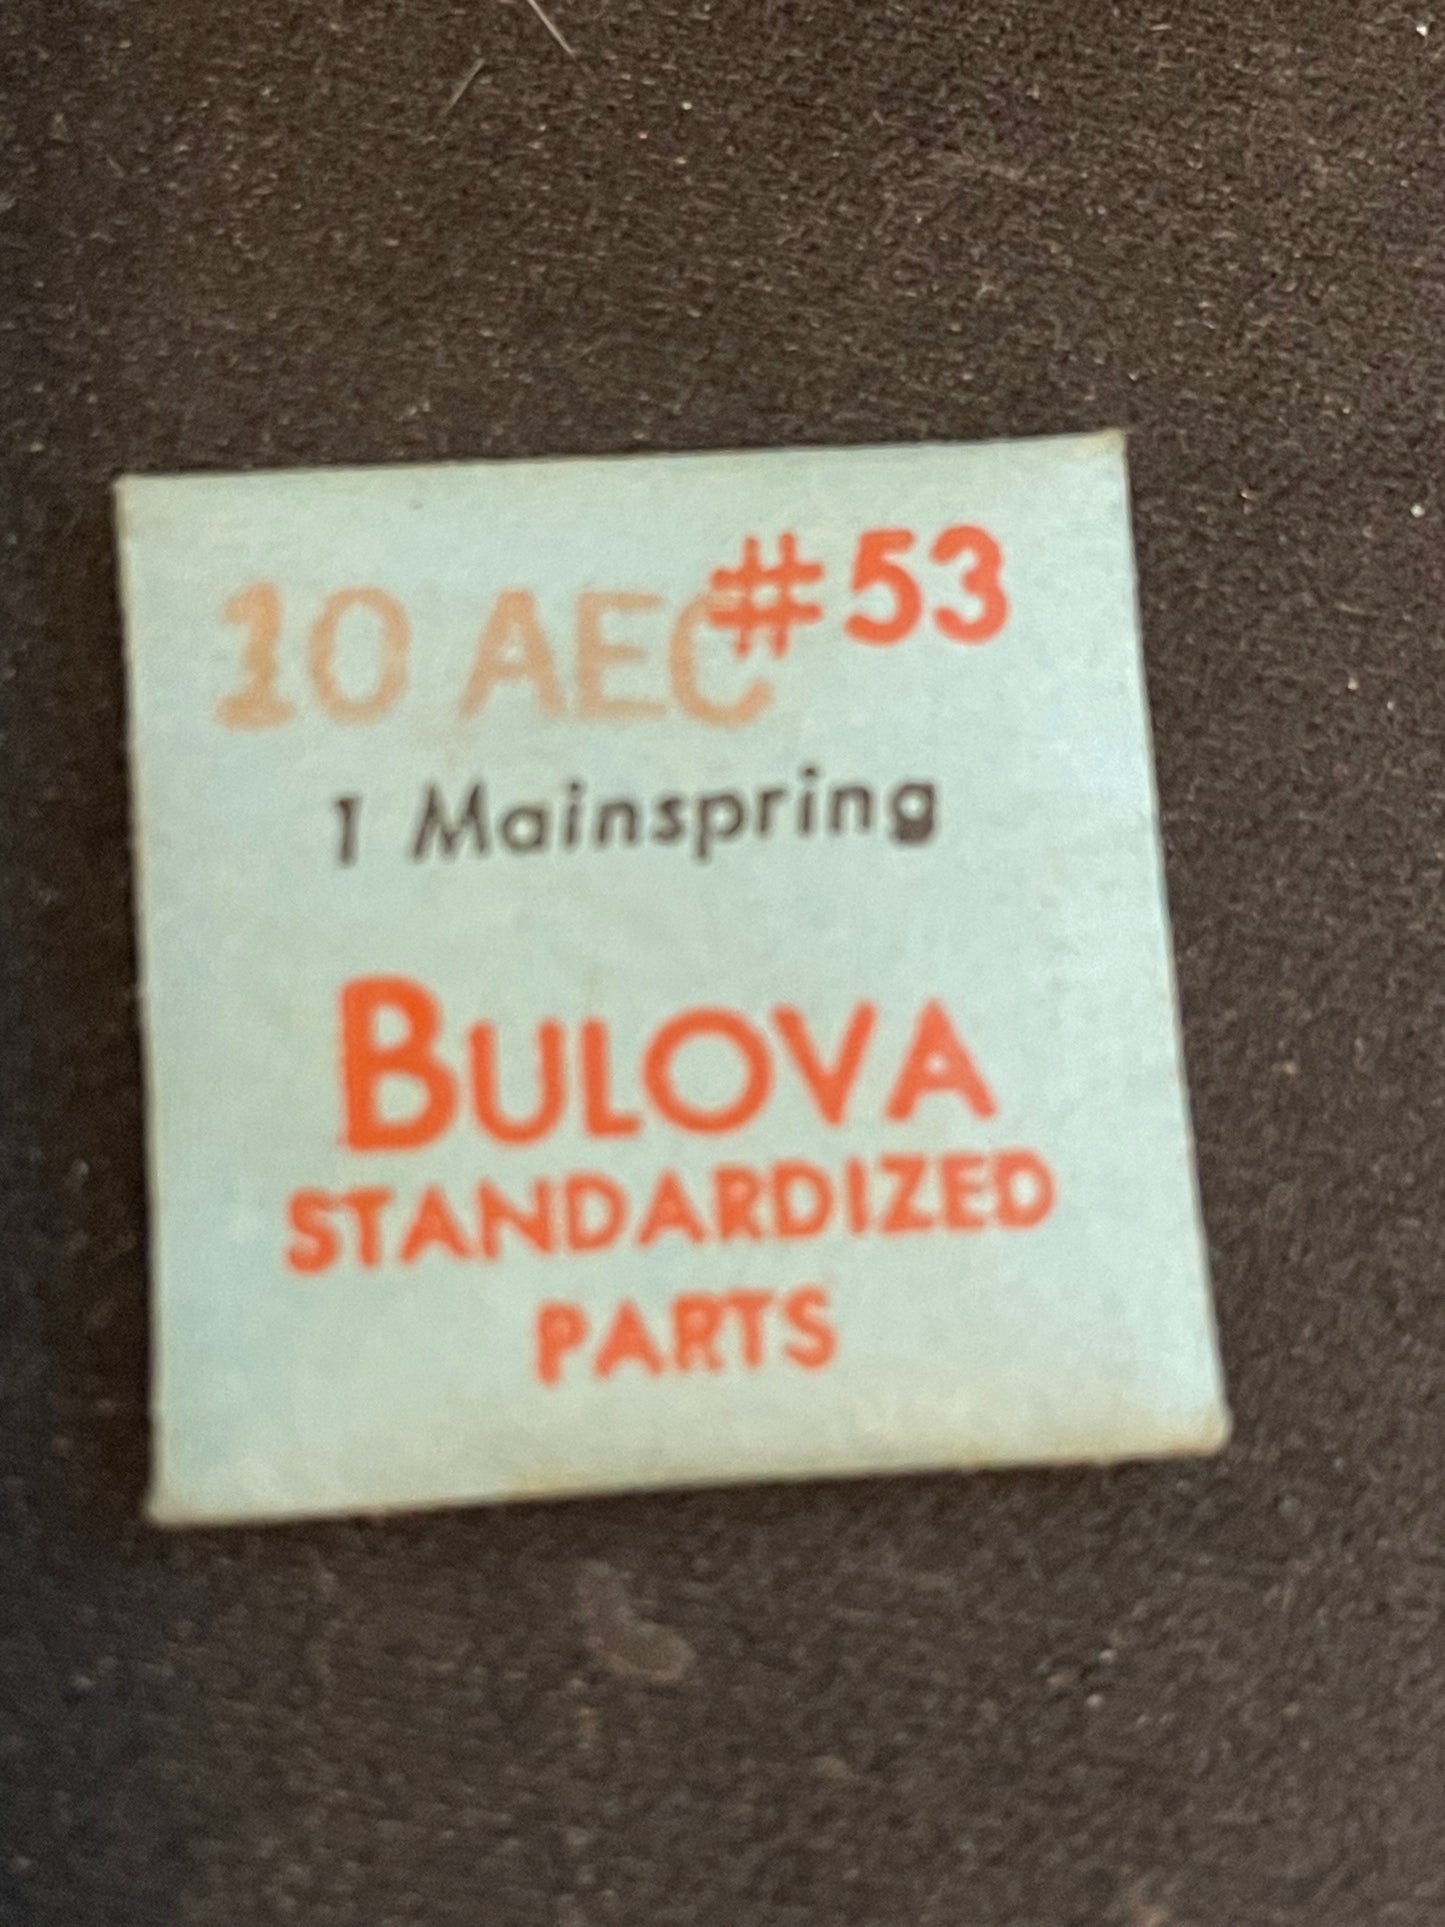 10 AEC #53
1 Mainspring
BULOVA
STANDARDIZED
PARTS